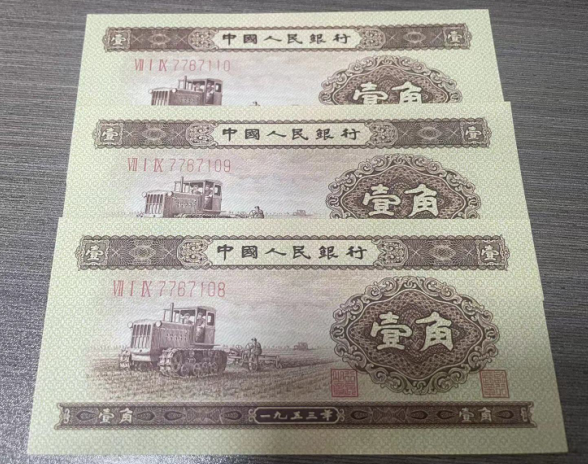 壹 中國人民銀行 壹
VII I IX 7767110
壹角
壹 中國人民銀行 壹
VII I IX 7767109
壹角
壹 中國人民銀行 壹
VII I IX 7767108
壹角
壹角 一九五三年 壹角